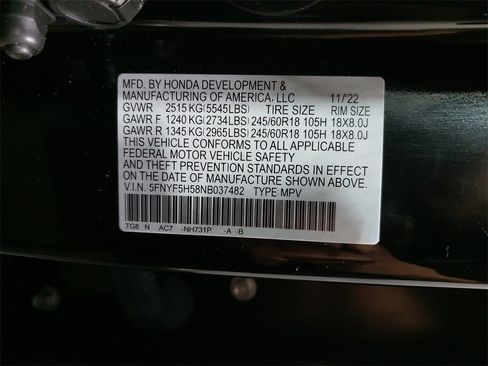 MFD. BY HONDA DEVELOPMENT &
MANUFACTURING OF AMERICA, LLC 11/'22
GVWR 2515 KG (5545LBS) TIRE SIZE RIM SIZE
GAWR F 1240 KG (2734LBS) 245/60R18 105H 18X8.0J
GAWR R 1345 KG (2965LBS) 245/60R18 105H 18X8.0J
THIS VEHICLE CONFORMS TO ALL APPLICABLE
FEDERAL MOTOR VEHICLE SAFETY
AND THEFT PREVENTION STANDARDS IN EFFECT
ON THE DATE OF MANUFACTURE SHOWN ABOVE.
V.I.N. 5FNYF5H58NB037482 TYPE MPV
TG8 N AC7 -NH731P -A -B